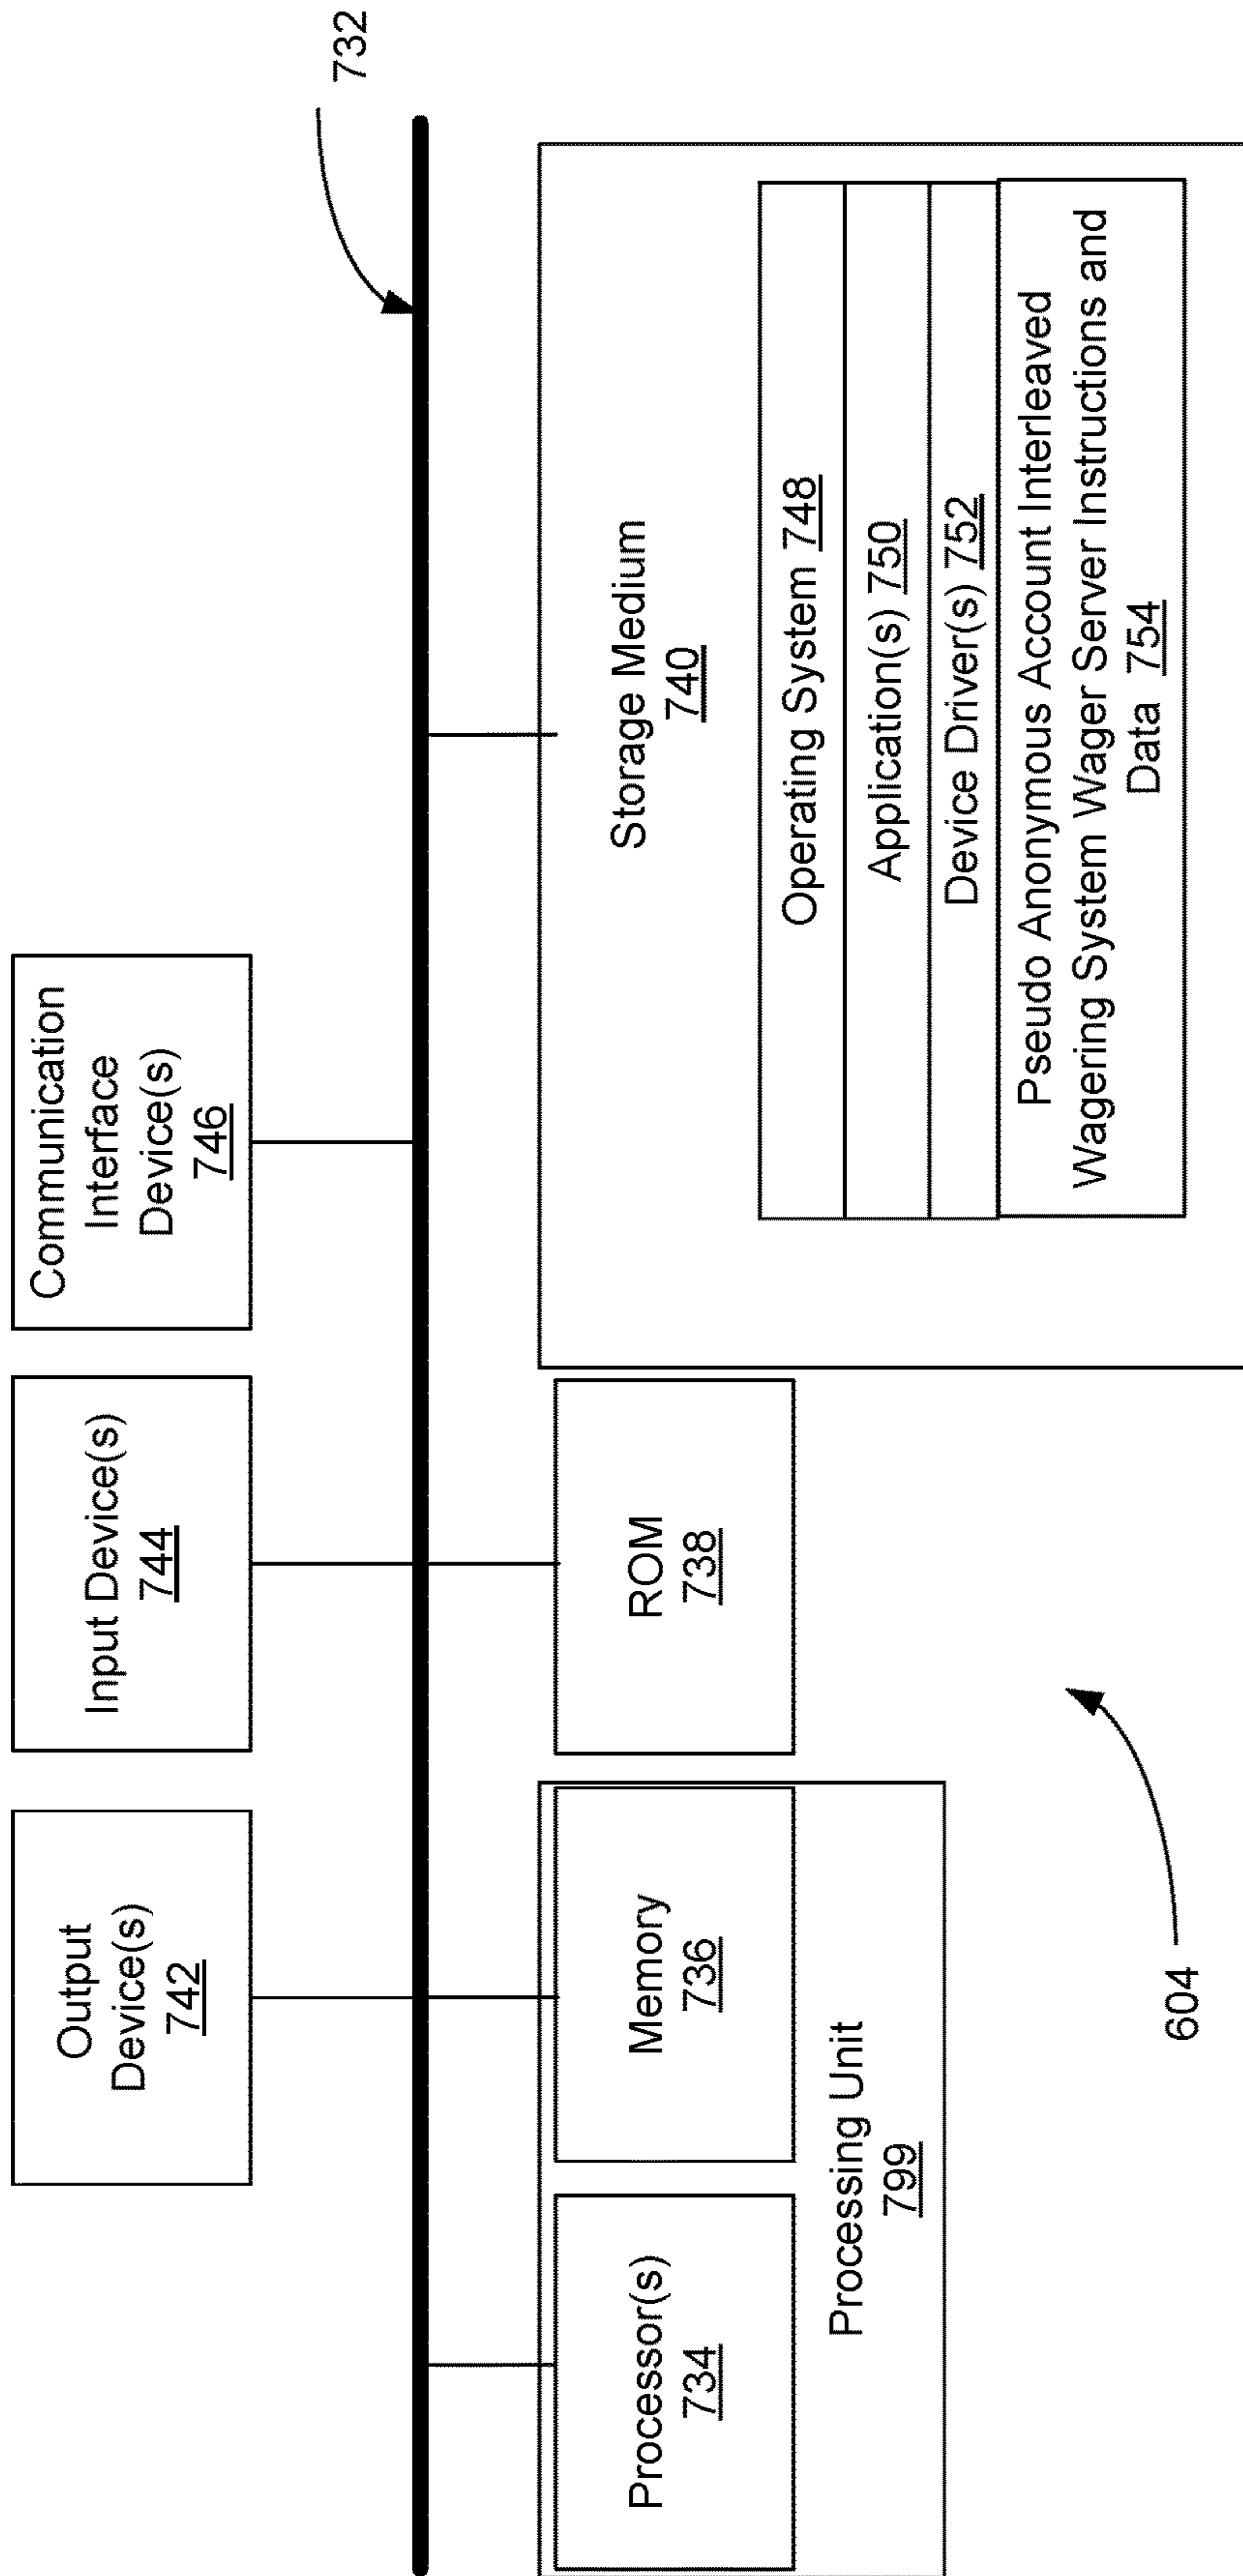 732
Output
Device(s)
742
Input Device(s)
744
Communication
Interface
Device(s)
746
Processor(s)
734
Memory
736
Processing Unit
799
ROM
738
Storage Medium
740
Operating System 748
Application(s) 750
Device Driver(s) 752
Pseudo Anonymous Account Interleaved
Wagering System Wager Server Instructions and
Data 754
604